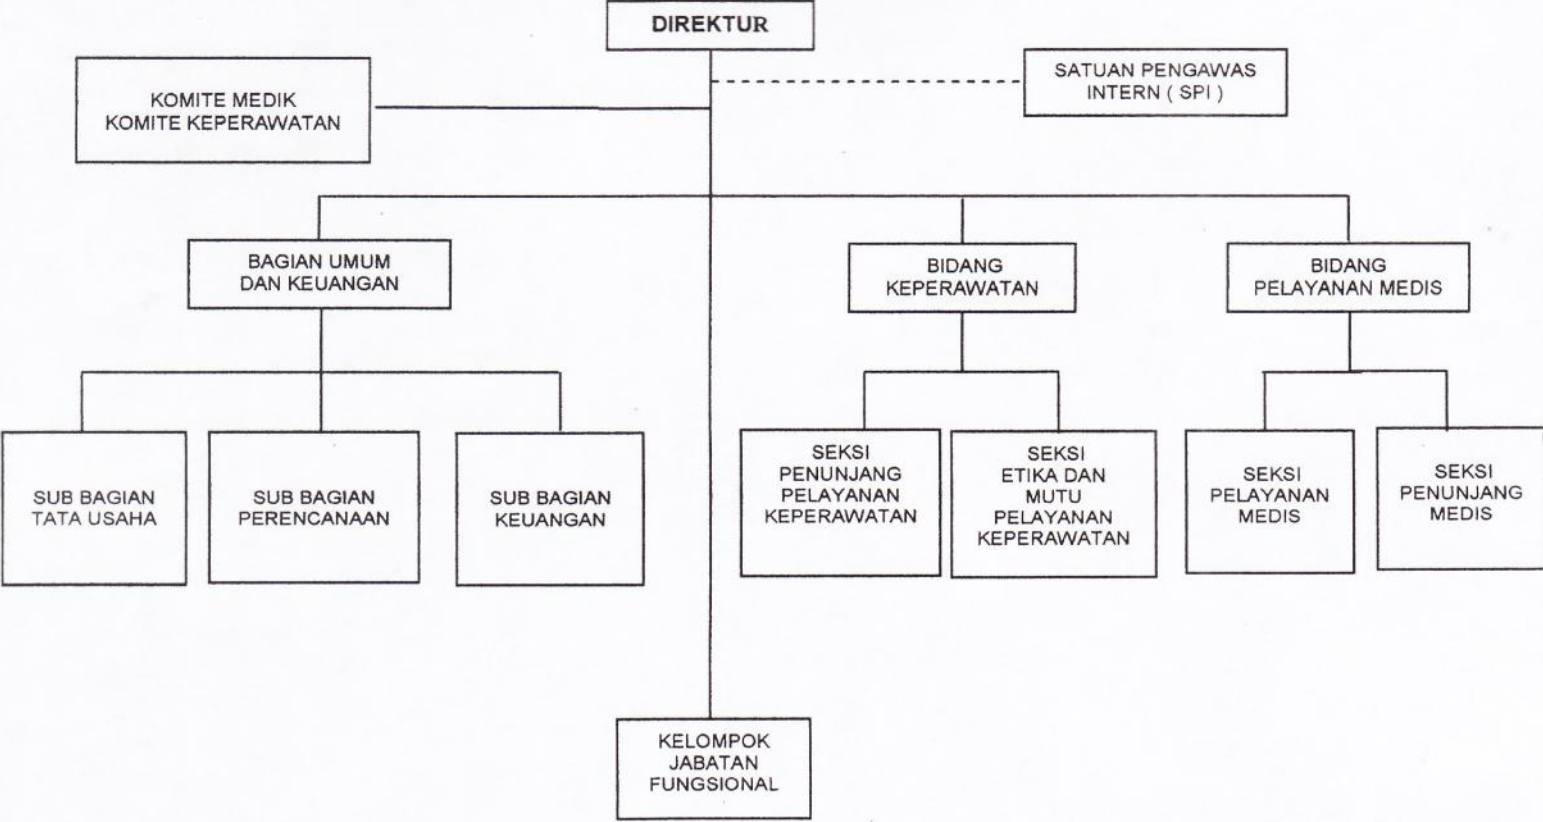 DIREKTUR
SATUAN PENGAWAS
INTERN ( SPI )
KOMITE MEDIK
KOMITE KEPERAWATAN
BAGIAN UMUM
DAN KEUANGAN
BIDANG
KEPERAWATAN
BIDANG
PELAYANAN MEDIS
SUB BAGIAN
TATA USAHA
SUB BAGIAN
PERENCANAAN
SUB BAGIAN
KEUANGAN
SEKSI
PENUNJANG
PELAYANAN
KEPERAWATAN
SEKSI
ETIKA DAN
MUTU
PELAYANAN
KEPERAWATAN
SEKSI
PELAYANAN
MEDIS
SEKSI
PENUNJANG
MEDIS
KELOMPOK
JABATAN
FUNGSIONAL